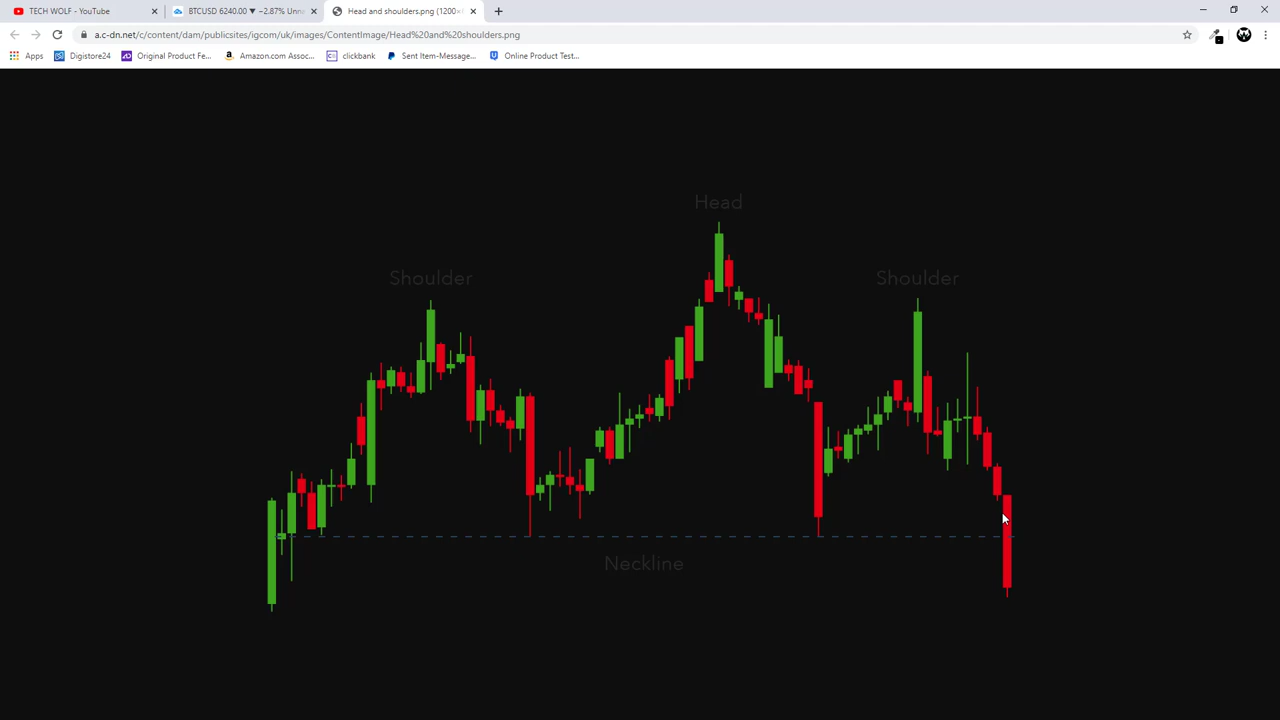 TECH WOLF - YouTube
BTCUSD 6240.00 ▼ −2.87% Unna
Head and shoulders.png (1200×
a.c-dn.net/c/content/dam/publicsites/igcom/uk/images/ContentImage/Head%20and%20shoulders.png
Apps
Digistore24
Original Product Fe...
Amazon.com Assoc...
clickbank
Sent Item-Message...
Online Product Test...
Head
Shoulder
Shoulder
Neckline